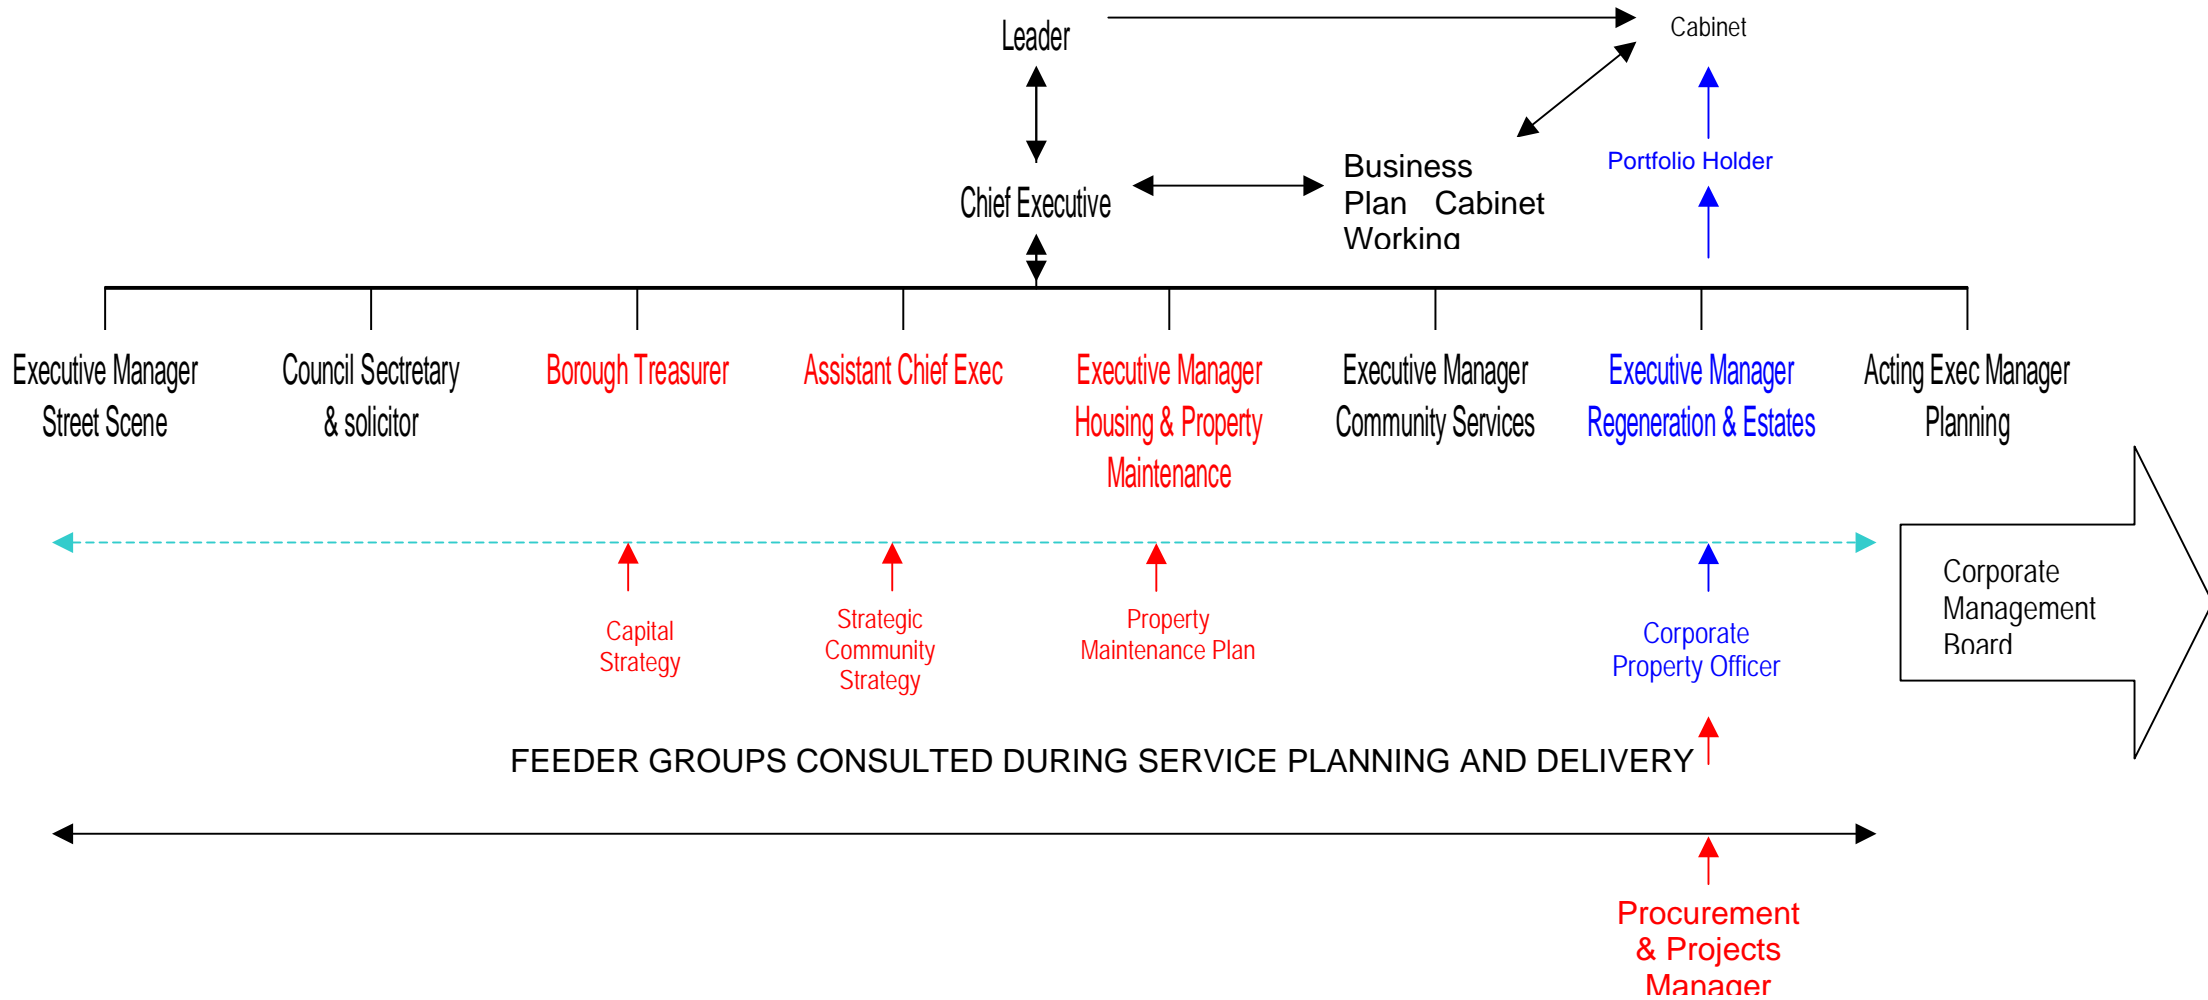 Leader
Cabinet
Business
Plan Cabinet
Working
Portfolio Holder
Chief Executive
Executive Manager
Street Scene
Council Sectretary
& solicitor
Borough Treasurer
Assistant Chief Exec
Executive Manager
Housing & Property
Maintenance
Executive Manager
Community Services
Executive Manager
Regeneration & Estates
Acting Exec Manager
Planning
Capital
Strategy
Strategic
Community
Strategy
Property
Maintenance Plan
Corporate
Property Officer
Corporate
Management
Board
FEEDER GROUPS CONSULTED DURING SERVICE PLANNING AND DELIVERY
Procurement
& Projects
Manager